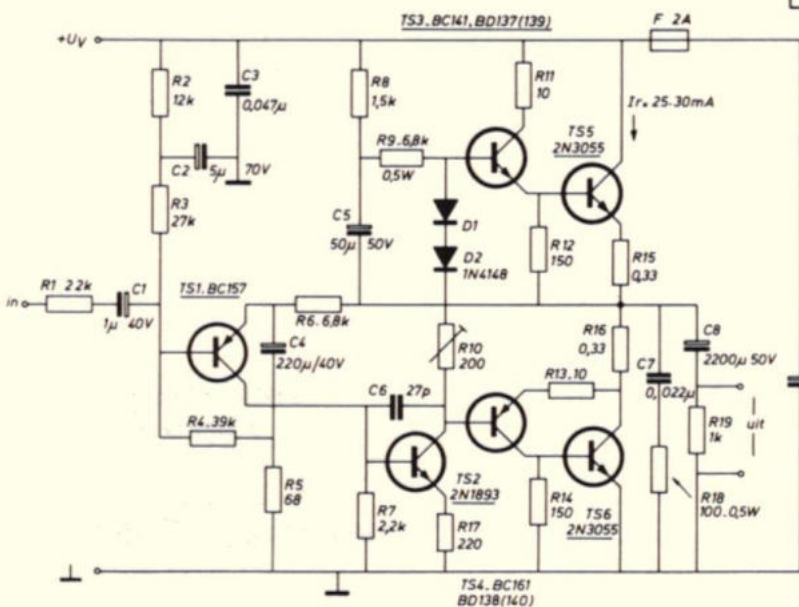 TS3.BC141.BD137(139)
+UV
F 2A
R2
12k
C3
0,047µ
R8
1,5k
R11
10
Ir. 25-30mA
TS5
2N3055
R9.6,8k
0,5W
C2
5µ
70V
R3
27k
C5
50µ 50V
D1
D2
1N4148
R12
150
R15
0,33
in
R1 22k
C1
1µ 40V
TS1.BC157
R6.6,8k
C4
220µ/40V
R10
200
R16
0,33
C7
0,022µ
C8
2200µ 50V
C6
27p
R13.10
R19
1k
uit
R4.39k
R5
68
R7
2,2k
TS2
2N1893
R17
220
R14
150
TS6
2N3055
R18
100.0,5W
TS4.BC161
BD138(140)